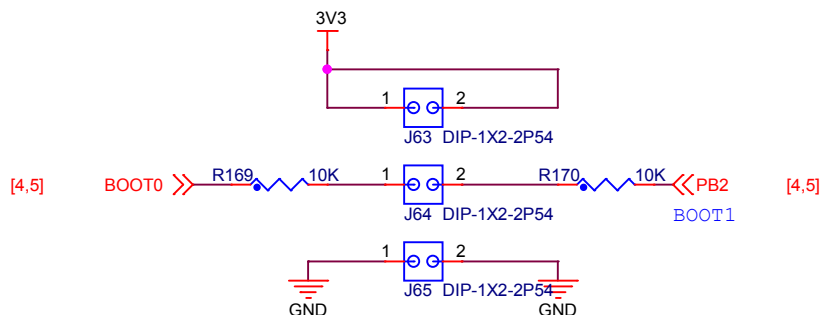 3V3
1 2
J63 DIP-1X2-2P54
[4,5] BOOT0 R169 10K 1 2 R170 10K PB2 [4,5]
J64 DIP-1X2-2P54 BOOT1
1 2
J65 DIP-1X2-2P54
GND GND